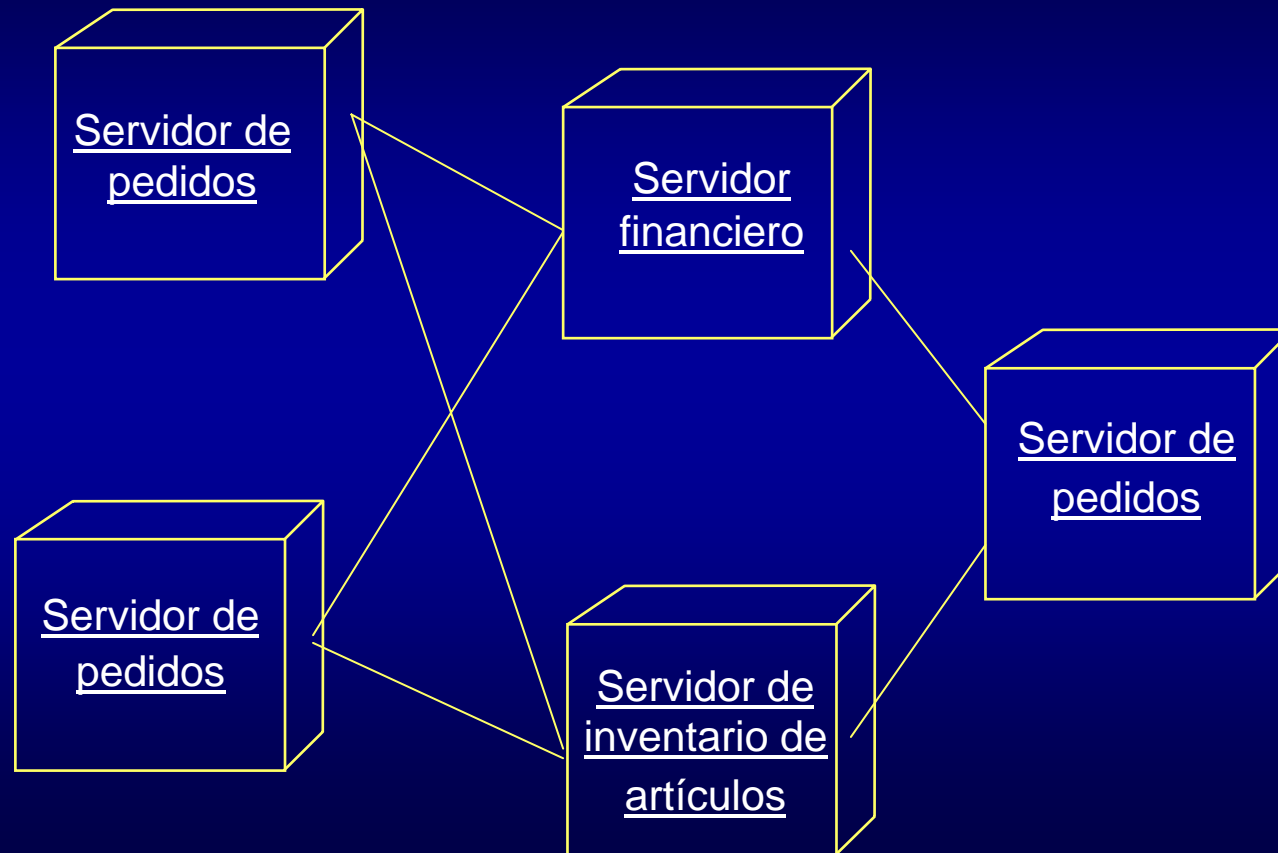 Servidor de
pedidos
Servidor
financiero
Servidor de
pedidos
Servidor de
pedidos
Servidor de
inventario de
artículos